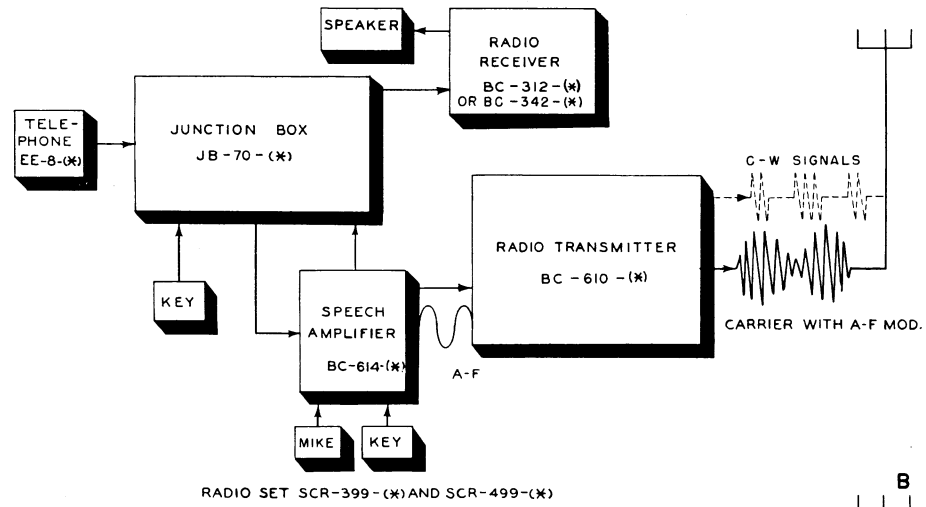 SPEAKER
RADIO
RECEIVER
BC-312-(*)
OR BC-342-(*)
TELE-
PHONE
EE-8-(*)
JUNCTION BOX
JB-70-(*)
C-W SIGNALS
RADIO TRANSMITTER
BC-610-(*)
KEY
SPEECH
AMPLIFIER
BC-614-(*)
A-F
CARRIER WITH A-F MOD.
MIKE
KEY
RADIO SET SCR-399-(*) AND SCR-499-(*)
B